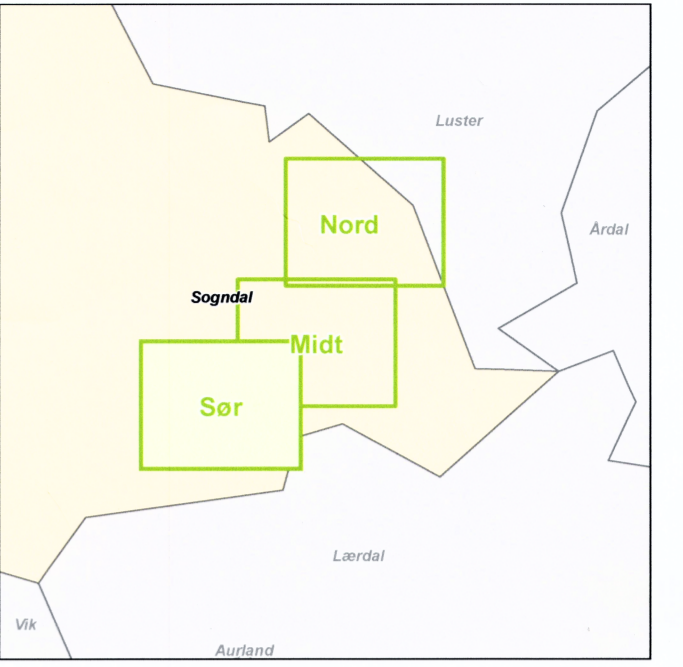 Luster
Nord
Årdal
Sogndal
Midt
Sør
Lærdal
Vik
Aurland